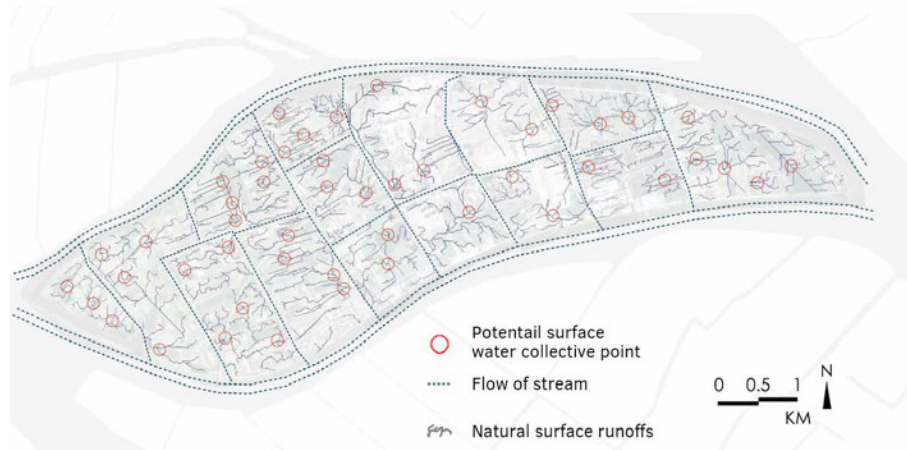 Potentail surface
water collective point
Flow of stream
Natural surface runoffs
0 0.5 1
KM
N